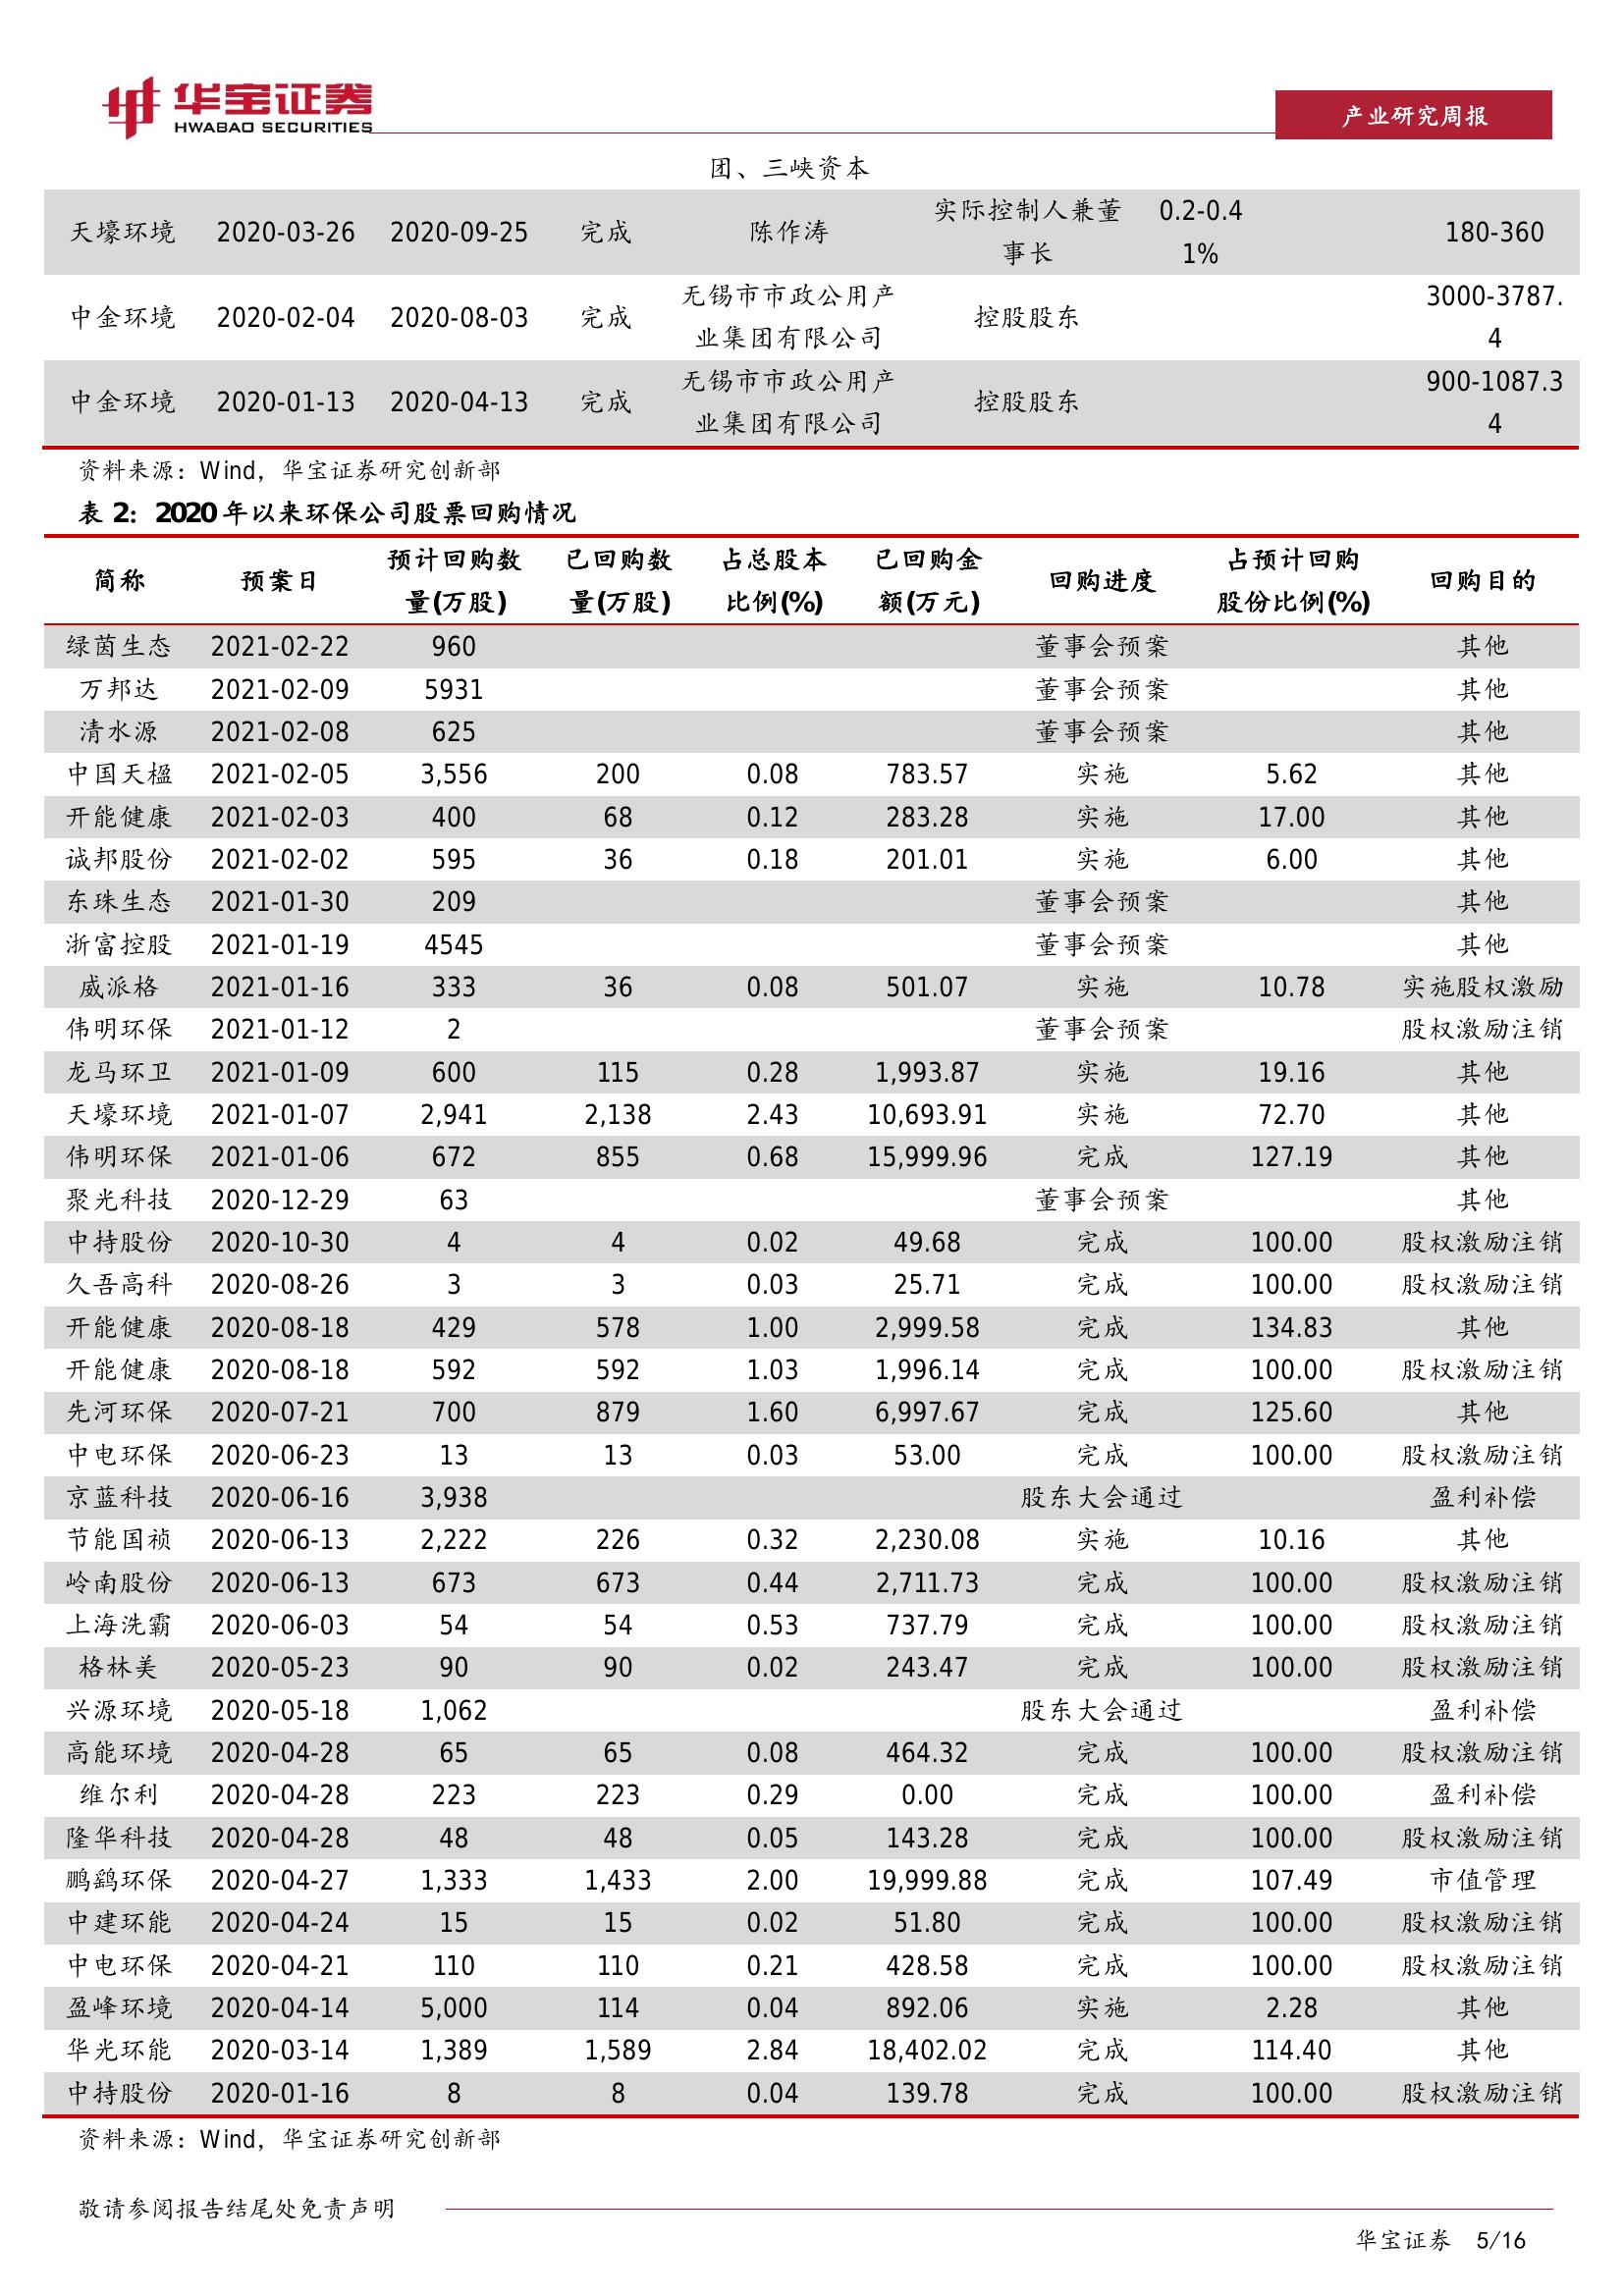 华宝证券
HWABAO SECURITIES
产业研究周报
团、三峡资本
天壕环境 2020-03-26 2020-09-25 完成 陈作涛 实际控制人兼董 0.2-0.4 180-360
事长 1%
中金环境 2020-02-04 2020-08-03 完成 无锡市市政公用产 控股股东 3000-3787.
业集团有限公司 4
中金环境 2020-01-13 2020-04-13 完成 无锡市市政公用产 控股股东 900-1087.3
业集团有限公司 4
资料来源：Wind，华宝证券研究创新部
表 2：2020 年以来环保公司股票回购情况
简称 预案日 预计回购数 已回购数 占总股本 已回购金 回购进度 占预计回购 回购目的
量(万股) 量(万股) 比例(%) 额(万元) 股份比例(%)
绿茵生态 2021-02-22 960 董事会预案 其他
万邦达 2021-02-09 5931 董事会预案 其他
清水源 2021-02-08 625 董事会预案 其他
中国天楹 2021-02-05 3,556 200 0.08 783.57 实施 5.62 其他
开能健康 2021-02-03 400 68 0.12 283.28 实施 17.00 其他
诚邦股份 2021-02-02 595 36 0.18 201.01 实施 6.00 其他
东珠生态 2021-01-30 209 董事会预案 其他
浙富控股 2021-01-19 4545 董事会预案 其他
威派格 2021-01-16 333 36 0.08 501.07 实施 10.78 实施股权激励
伟明环保 2021-01-12 2 董事会预案 股权激励注销
龙马环卫 2021-01-09 600 115 0.28 1,993.87 实施 19.16 其他
天壕环境 2021-01-07 2,941 2,138 2.43 10,693.91 实施 72.70 其他
伟明环保 2021-01-06 672 855 0.68 15,999.96 完成 127.19 其他
聚光科技 2020-12-29 63 董事会预案 其他
中持股份 2020-10-30 4 4 0.02 49.68 完成 100.00 股权激励注销
久吾高科 2020-08-26 3 3 0.03 25.71 完成 100.00 股权激励注销
开能健康 2020-08-18 429 578 1.00 2,999.58 完成 134.83 其他
开能健康 2020-08-18 592 592 1.03 1,996.14 完成 100.00 股权激励注销
先河环保 2020-07-21 700 879 1.60 6,997.67 完成 125.60 其他
中电环保 2020-06-23 13 13 0.03 53.00 完成 100.00 股权激励注销
京蓝科技 2020-06-16 3,938 股东大会通过 盈利补偿
节能国祯 2020-06-13 2,222 226 0.32 2,230.08 实施 10.16 其他
岭南股份 2020-06-13 673 673 0.44 2,711.73 完成 100.00 股权激励注销
上海洗霸 2020-06-03 54 54 0.53 737.79 完成 100.00 股权激励注销
格林美 2020-05-23 90 90 0.02 243.47 完成 100.00 股权激励注销
兴源环境 2020-05-18 1,062 股东大会通过 盈利补偿
高能环境 2020-04-28 65 65 0.08 464.32 完成 100.00 股权激励注销
维尔利 2020-04-28 223 223 0.29 0.00 完成 100.00 盈利补偿
隆华科技 2020-04-28 48 48 0.05 143.28 完成 100.00 股权激励注销
鹏鹞环保 2020-04-27 1,333 1,433 2.00 19,999.88 完成 107.49 市值管理
中建环能 2020-04-24 15 15 0.02 51.80 完成 100.00 股权激励注销
中电环保 2020-04-21 110 110 0.21 428.58 完成 100.00 股权激励注销
盈峰环境 2020-04-14 5,000 114 0.04 892.06 实施 2.28 其他
华光环能 2020-03-14 1,389 1,589 2.84 18,402.02 完成 114.40 其他
中持股份 2020-01-16 8 8 0.04 139.78 完成 100.00 股权激励注销
资料来源：Wind，华宝证券研究创新部
敬请参阅报告结尾处免责声明
华宝证券 5/16